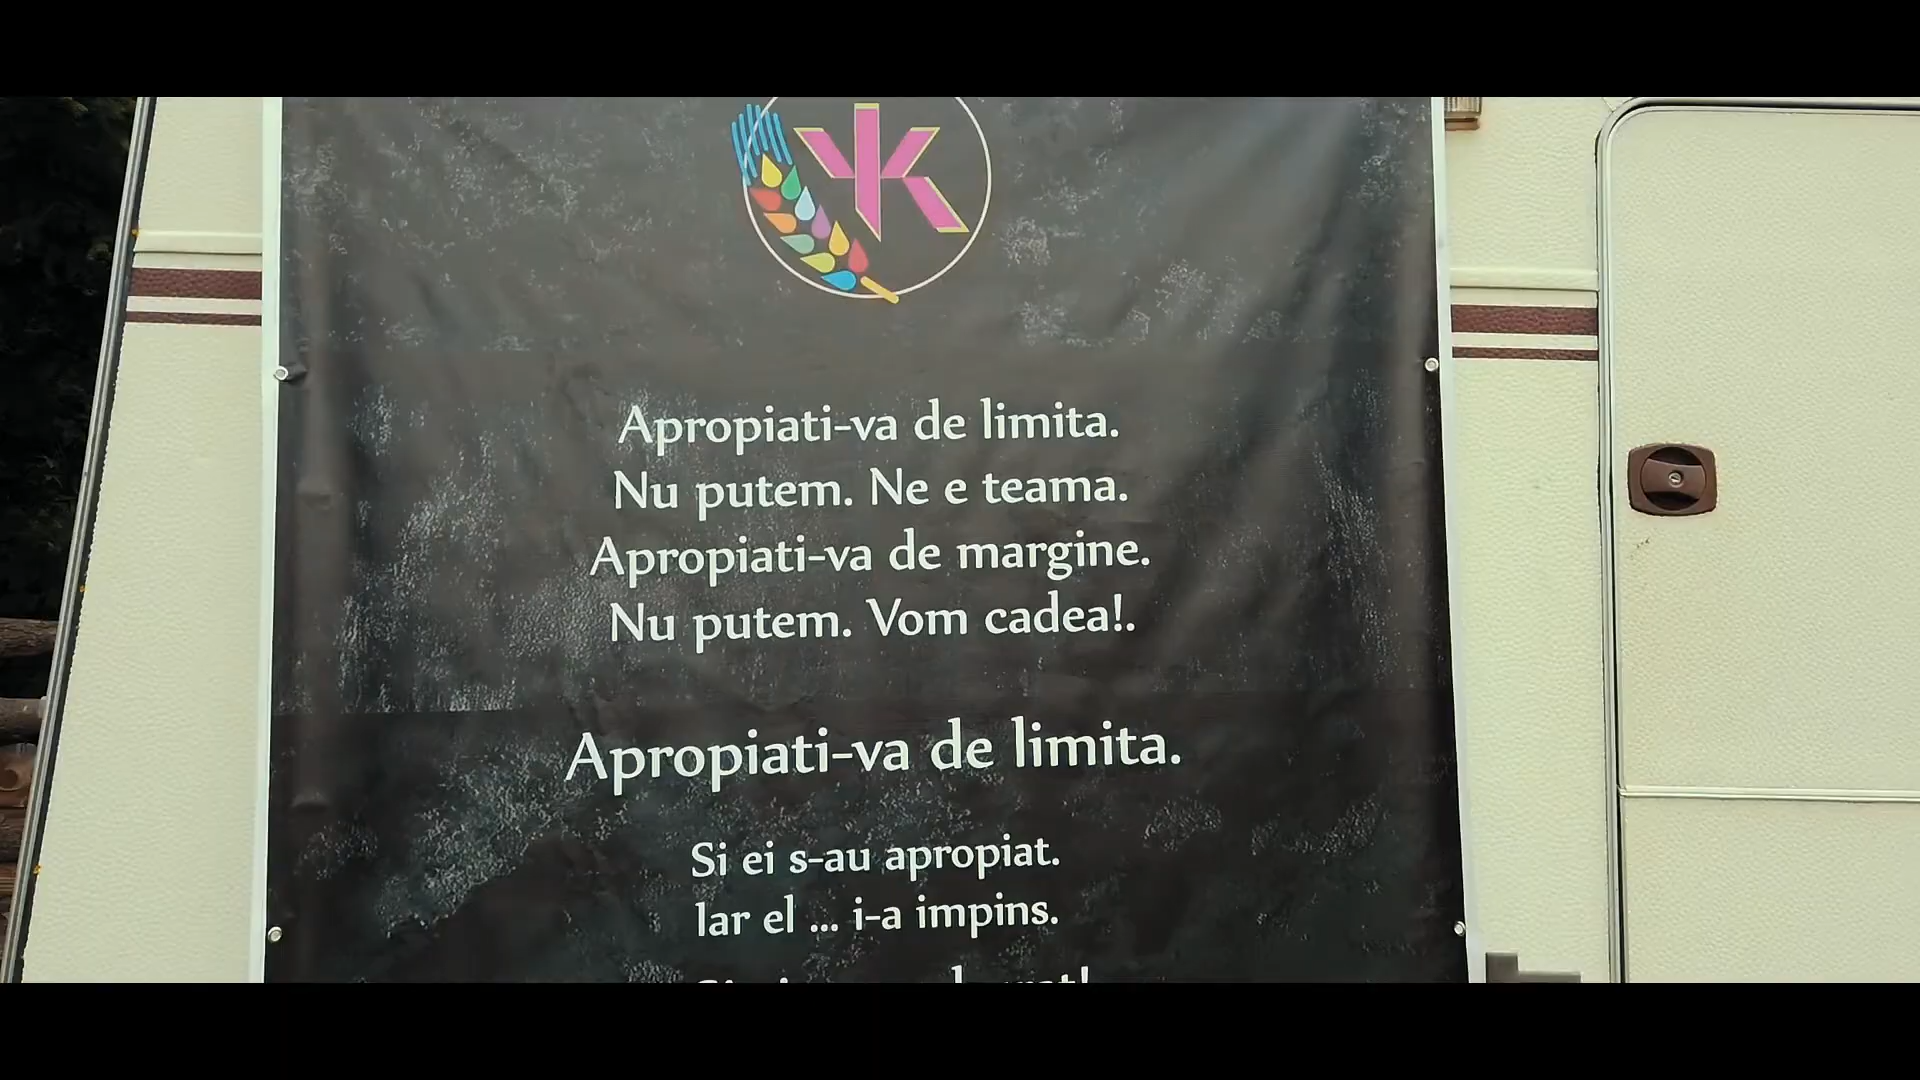 Apropiati-va de limita.
Nu putem. Ne e teama.
Apropiati-va de margine.
Nu putem. Vom cadea!.
Apropiati-va de limita.
Si ei s-au apropiat.
Iar el ... i-a impins.